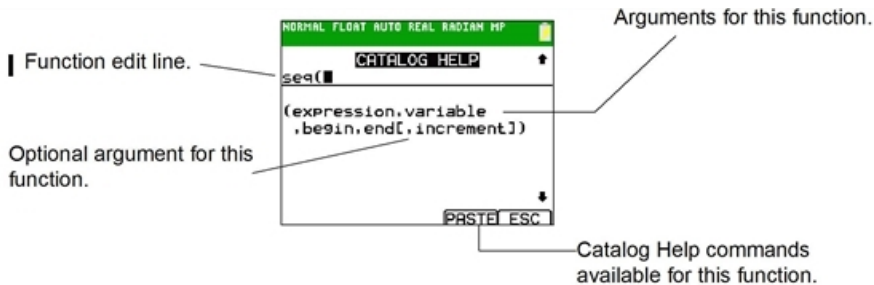 Arguments for this function.
NORMAL FLOAT AUTO REAL RADIAN MP
Function edit line.
CATALOG HELP
seq(
(expression,variable
,begin,end[,increment])
Optional argument for this
function.
PASTE ESC
Catalog Help commands
available for this function.